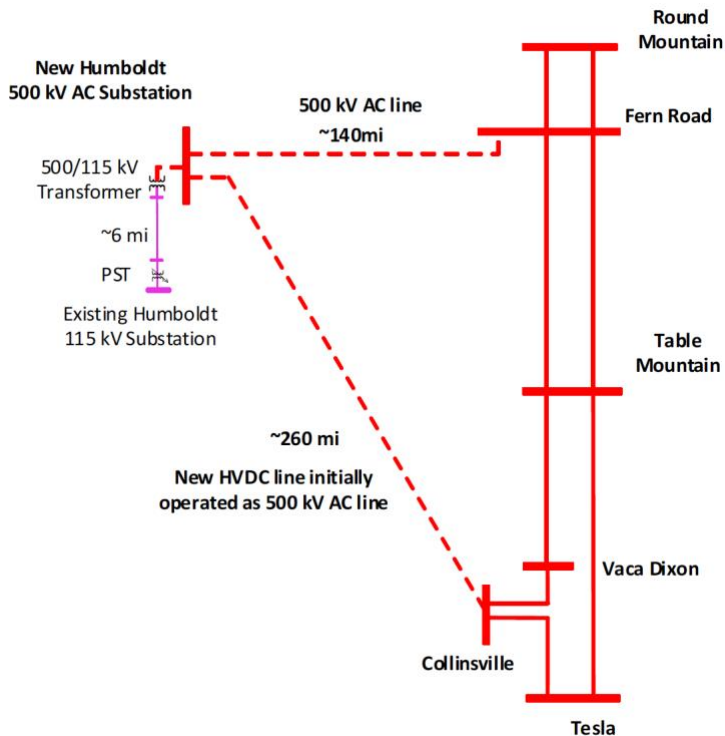 Round
Mountain
New Humboldt
500 kV AC Substation
500 kV AC line
~140mi
Fern Road
500/115 kV
Transformer
~6 mi
PST
Existing Humboldt
115 kV Substation
Table
Mountain
~260 mi
New HVDC line initially
operated as 500 kV AC line
Vaca Dixon
Collinsville
Tesla